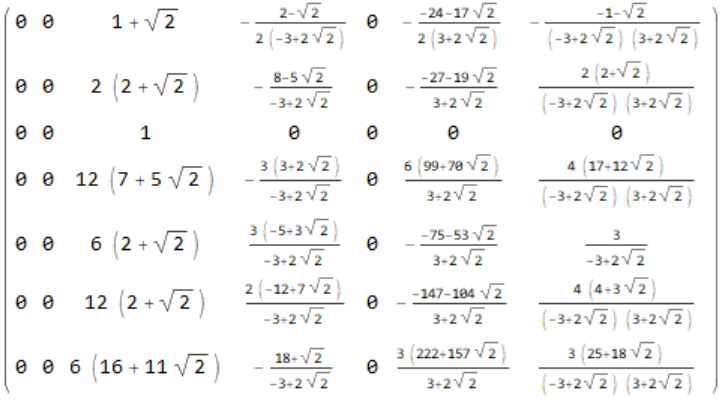 0 0 1 + √2 - (2-√2)/(2 (-3+2 √2)) 0 - (-24-17 √2)/(2 (3+2 √2)) - (-1-√2)/((-3+2 √2) (3+2 √2))
0 0 2 (2 + √2) - (8-5 √2)/(-3+2 √2) 0 - (-27-19 √2)/(3+2 √2) (2 (2+√2))/((-3+2 √2) (3+2 √2))
0 0 1 0 0 0 0
0 0 12 (7 + 5 √2) - (3 (3+2 √2))/(-3+2 √2) 0 (6 (99+70 √2))/(3+2 √2) (4 (17+12 √2))/((-3+2 √2) (3+2 √2))
0 0 6 (2 + √2) (3 (-5+3 √2))/(-3+2 √2) 0 - (-75-53 √2)/(3+2 √2) 3/(-3+2 √2)
0 0 12 (2 + √2) (2 (-12+7 √2))/(-3+2 √2) 0 - (-147-104 √2)/(3+2 √2) (4 (4+3 √2))/((-3+2 √2) (3+2 √2))
0 0 6 (16 + 11 √2) - (18+√2)/(-3+2 √2) 0 (3 (222+157 √2))/(3+2 √2) (3 (25+18 √2))/((-3+2 √2) (3+2 √2))